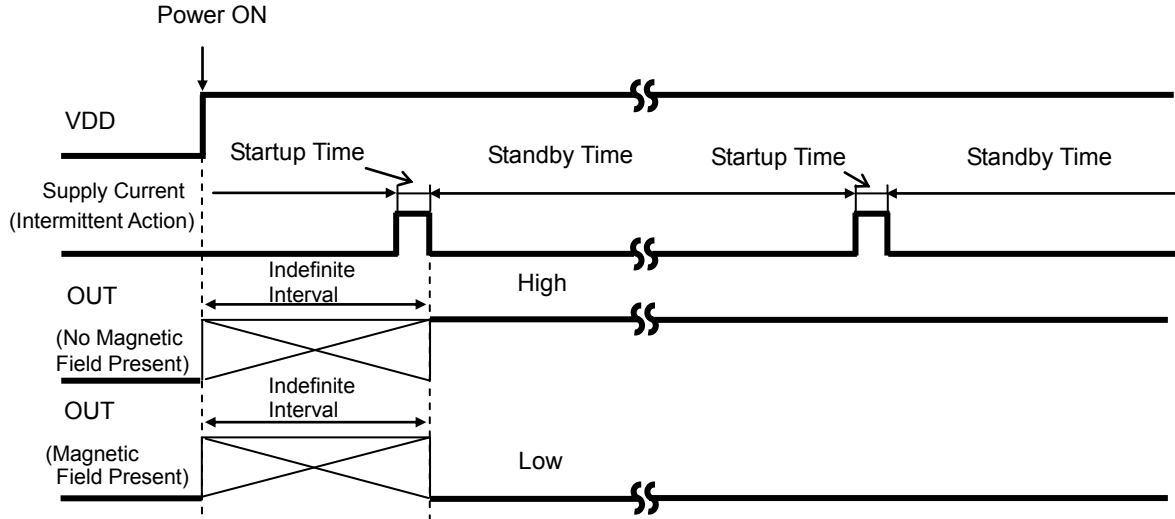 Power ON
VDD
Startup Time
Standby Time
Startup Time
Standby Time
Supply Current
(Intermittent Action)
Indefinite
Interval
High
OUT
(No Magnetic
Field Present)
Indefinite
Interval
OUT
(Magnetic
Field Present)
Low